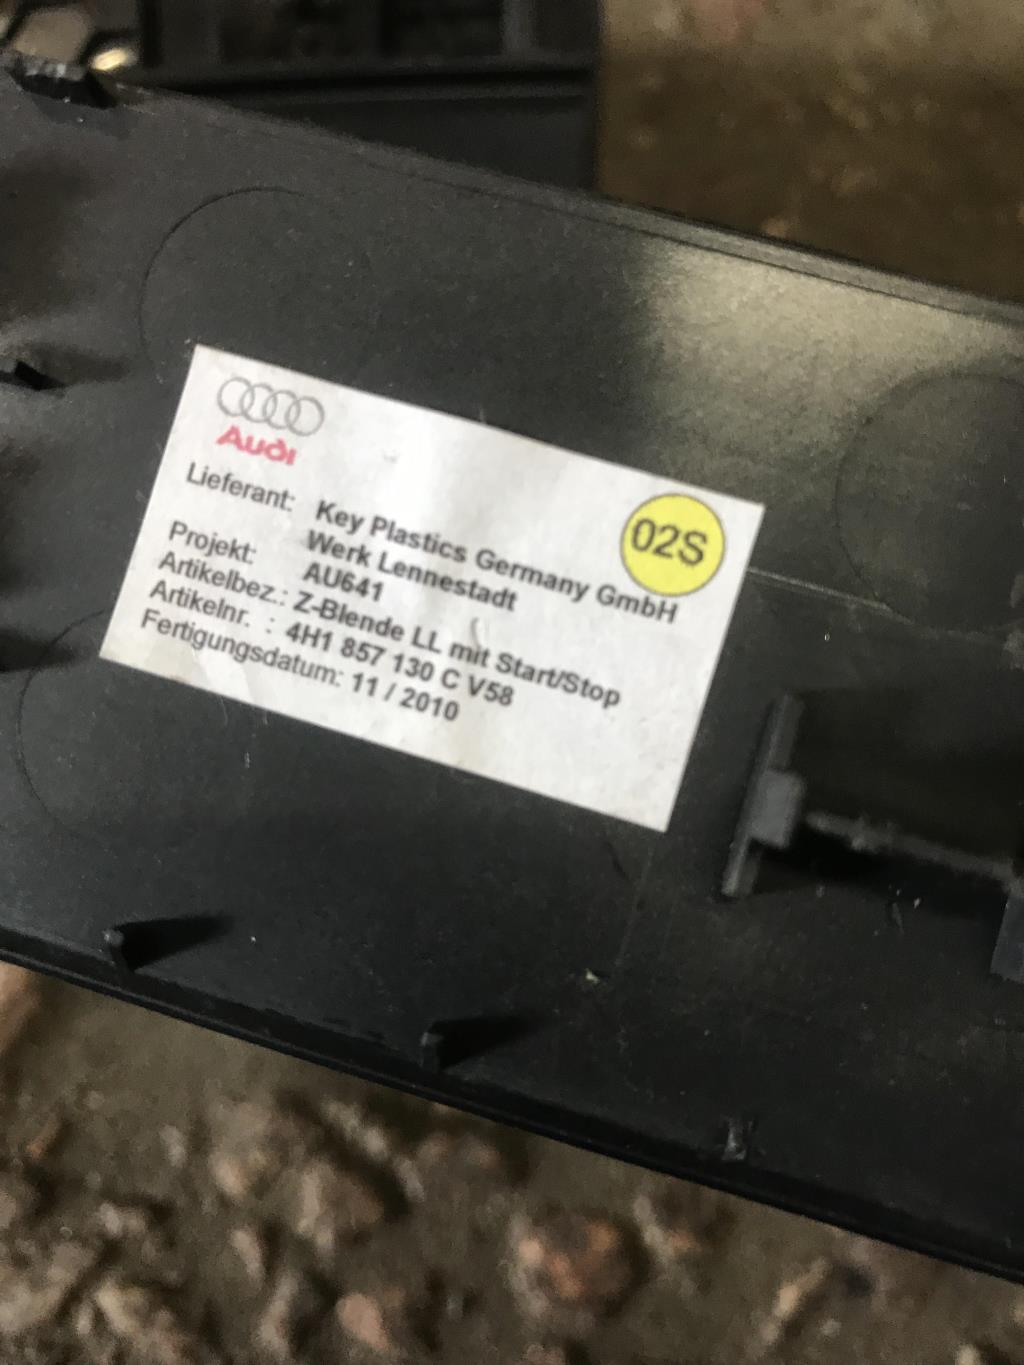 Audi
02S
Lieferant: Key Plastics Germany GmbH
Werk Lennestadt
Projekt: AU641
Artikelbez.: Z-Blende LL mit Start/Stop
Artikelnr. : 4H1 857 130 C V58
Fertigungsdatum: 11 / 2010